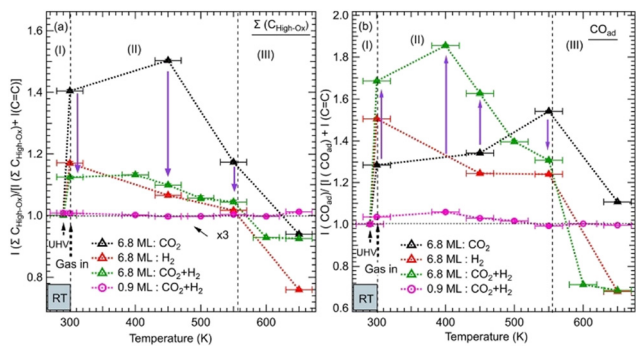 (a)
Σ (C_High-Ox)
(I)
(II)
(III)
I (Σ C_High-Ox)/[I (Σ C_High-Ox)+ I(C=C)]
1.4
1.2
1.0
0.8
x3
UHV
Gas in
RT
6.8 ML: CO₂
6.8 ML: H₂
6.8 ML: CO₂+H₂
0.9 ML: CO₂+H₂
300
400
500
600
Temperature (K)
(b)
CO_ad
(I)
(II)
(III)
I ( CO_ad)/[I ( CO_ad) + I (C=C)]
2.0
1.8
1.6
1.4
1.2
1.0
0.8
0.6
UHV
Gas in
RT
6.8 ML : CO₂
6.8 ML : H₂
6.8 ML : CO₂+H₂
0.9 ML : CO₂+H₂
300
400
500
600
Temperature (K)